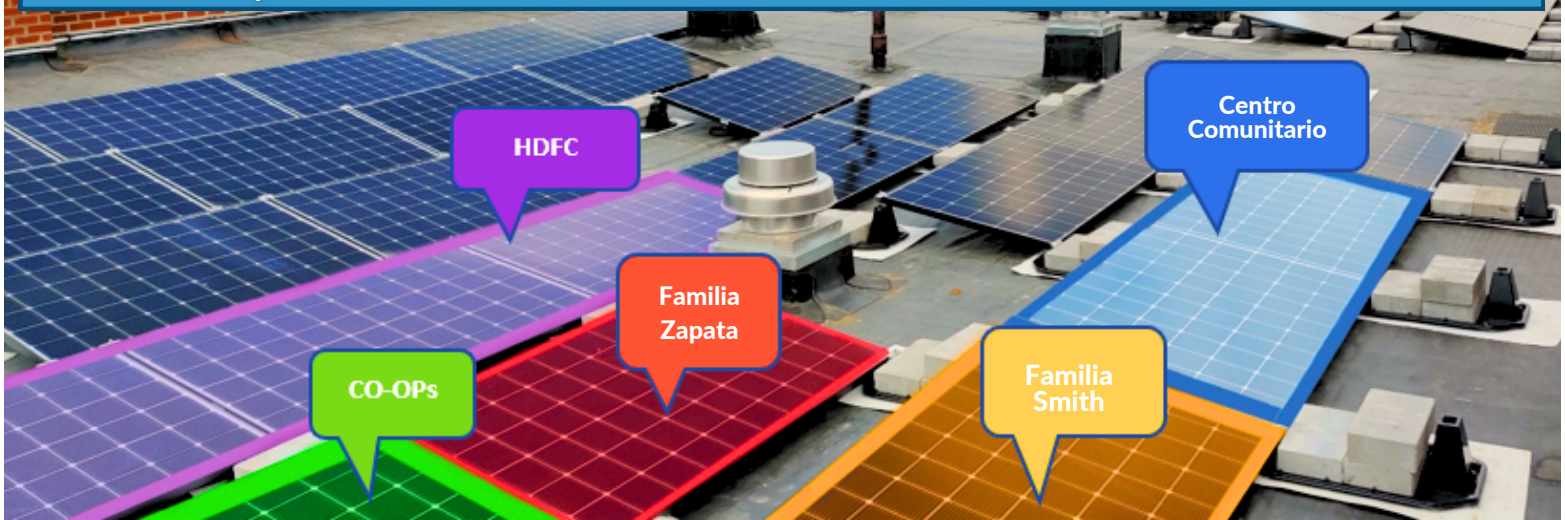 HDFC
Centro
Comunitario
Familia
Zapata
CO-OPs
Familia
Smith